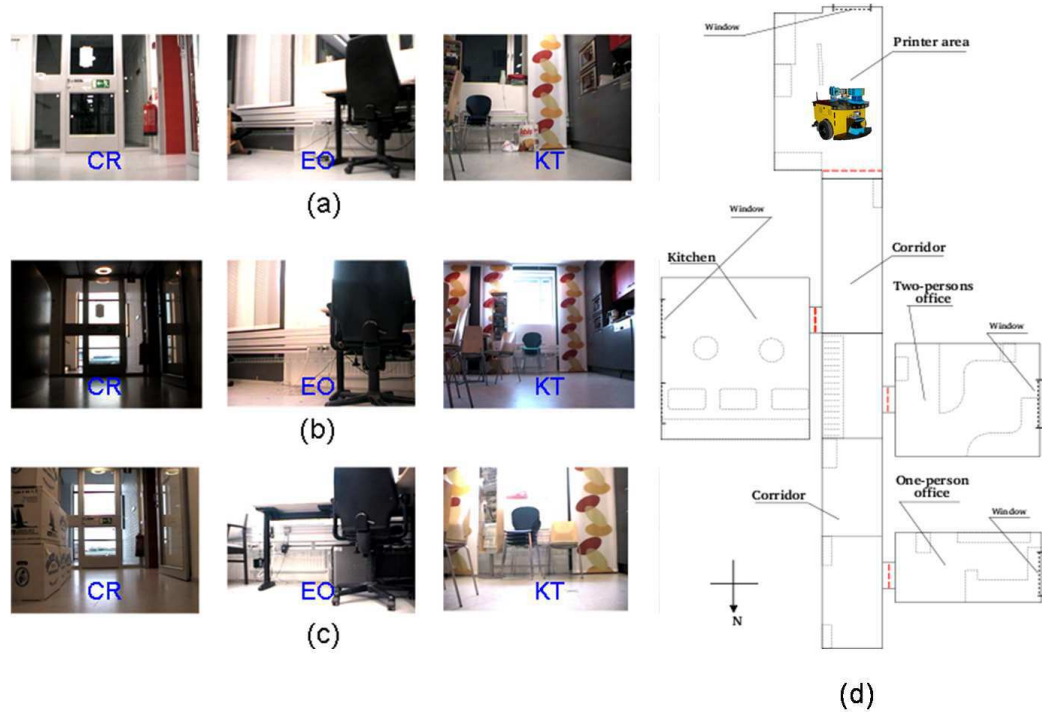 CR
EO
KT
(a)
CR
EO
KT
(b)
CR
EO
KT
(c)
Window
Printer area
Window
Kitchen
Corridor
Two-persons
office
Window
Corridor
One-person
office
Window
N
(d)